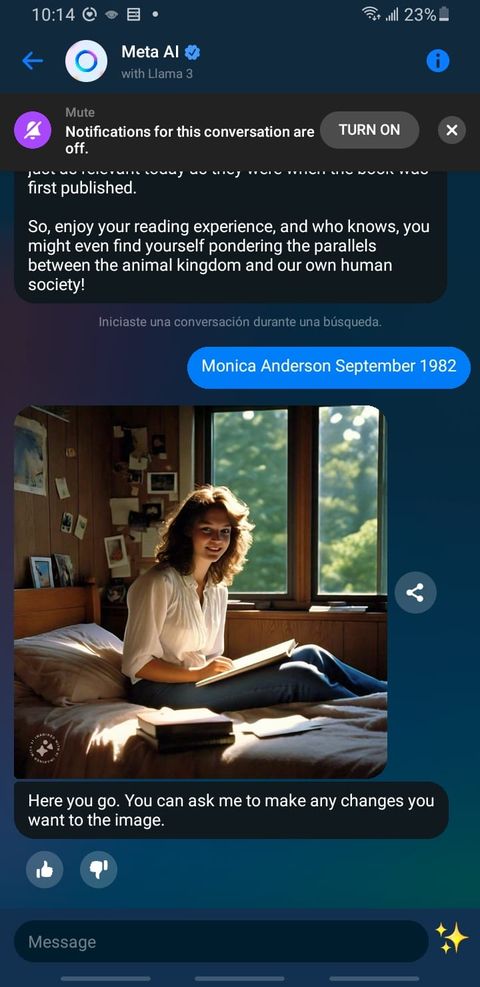 10:14
23%
Meta AI
with Llama 3
Mute
Notifications for this conversation are off.
TURN ON
just as relevant today as they were when the book was
first published.
So, enjoy your reading experience, and who knows, you
might even find yourself pondering the parallels
between the animal kingdom and our own human
society!
Iniciaste una conversación durante una búsqueda.
Monica Anderson September 1982
Here you go. You can ask me to make any changes you
want to the image.
Message